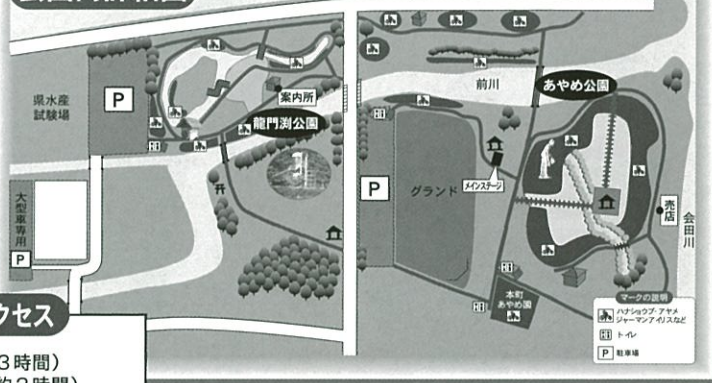 県水産
試験場
P
案内所
龍門渕公園
前川
あやめ公園
大型車専用
P
P
グランド
メインステージ
売店
会田川
本町
あやめ園
マークの説明
ハナショウブ・アヤメ
ジャーマンアイリスなど
トイレ
P 駐車場
クセス
3時間)